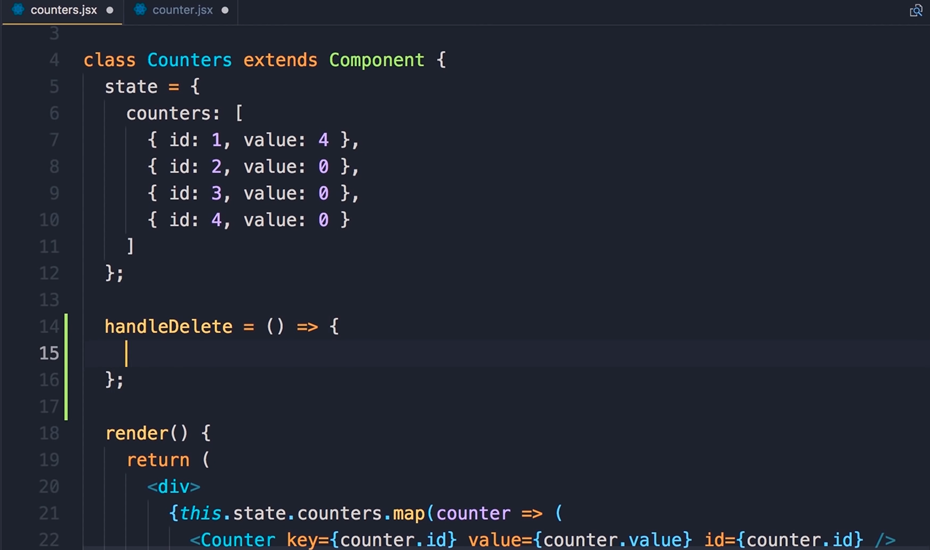 counters.jsx ● counter.jsx ●
3
4 class Counters extends Component {
5 state = {
6 counters: [
7 { id: 1, value: 4 },
8 { id: 2, value: 0 },
9 { id: 3, value: 0 },
10 { id: 4, value: 0 }
11 ]
12 };
13
14 handleDelete = () => {
15
16 };
17
18 render() {
19 return (
20 <div>
21 {this.state.counters.map(counter => (
22 <Counter key={counter.id} value={counter.value} id={counter.id} />